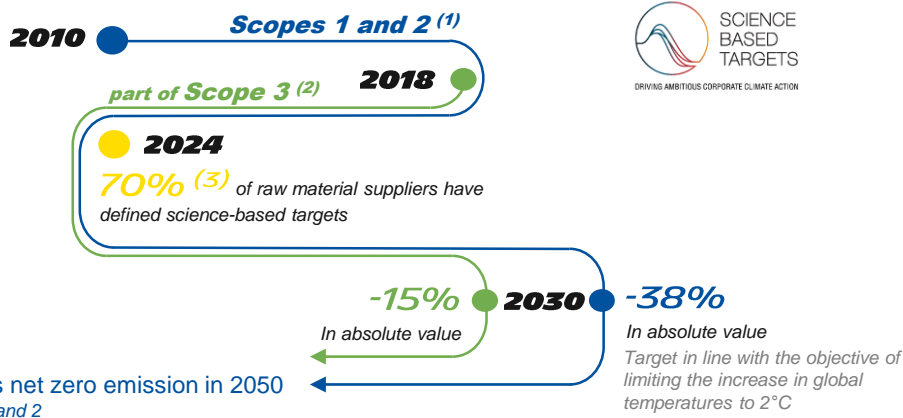 Scopes 1 and 2 (1)
2010
SCIENCE
BASED
TARGETS
DRIVING AMBITIOUS CORPORATE CLIMATE ACTION
2018
part of Scope 3 (2)
2024
70% (3) of raw material suppliers have
defined science-based targets
-15%
In absolute value
2030
-38%
In absolute value
Target in line with the objective of
limiting the increase in global
temperatures to 2°C
s net zero emission in 2050
and 2